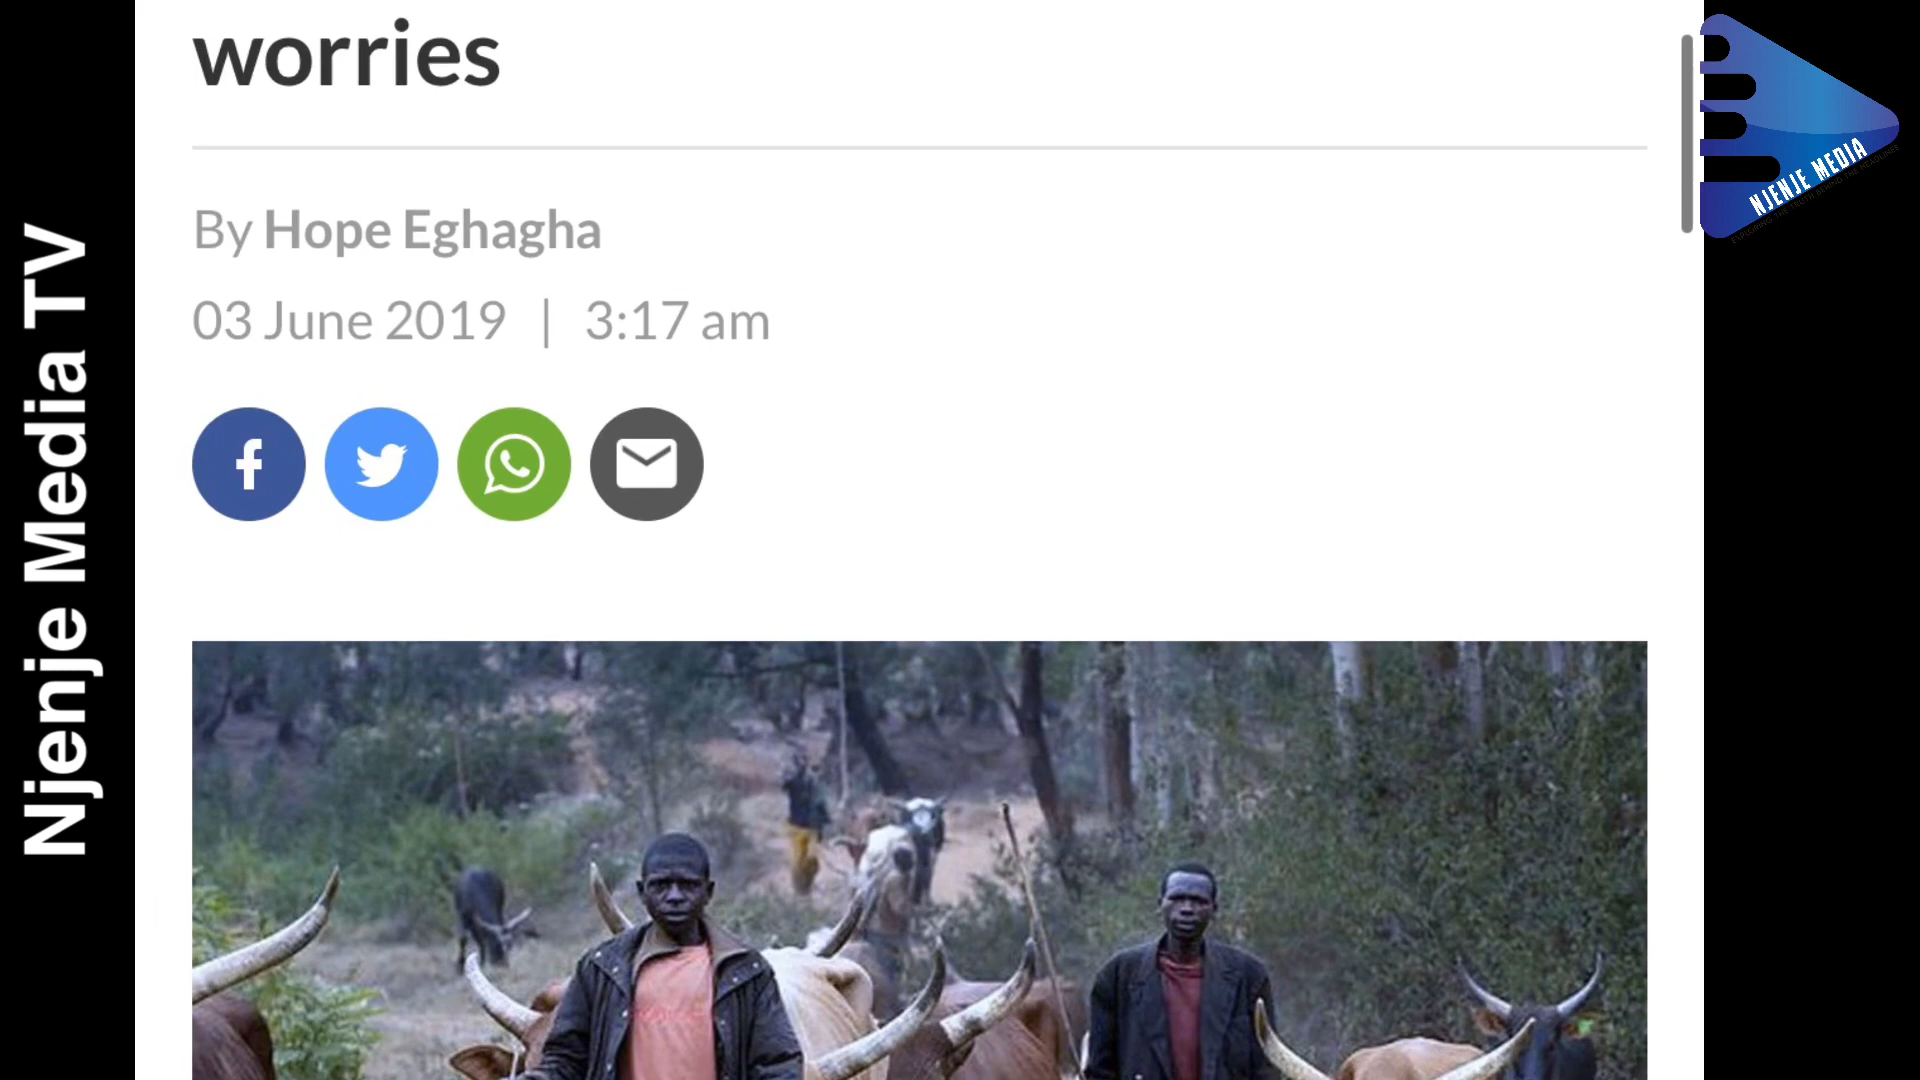 worries
By Hope Eghagha
03 June 2019 | 3:17 am
Njenje Media TV
NJENJE MEDIA